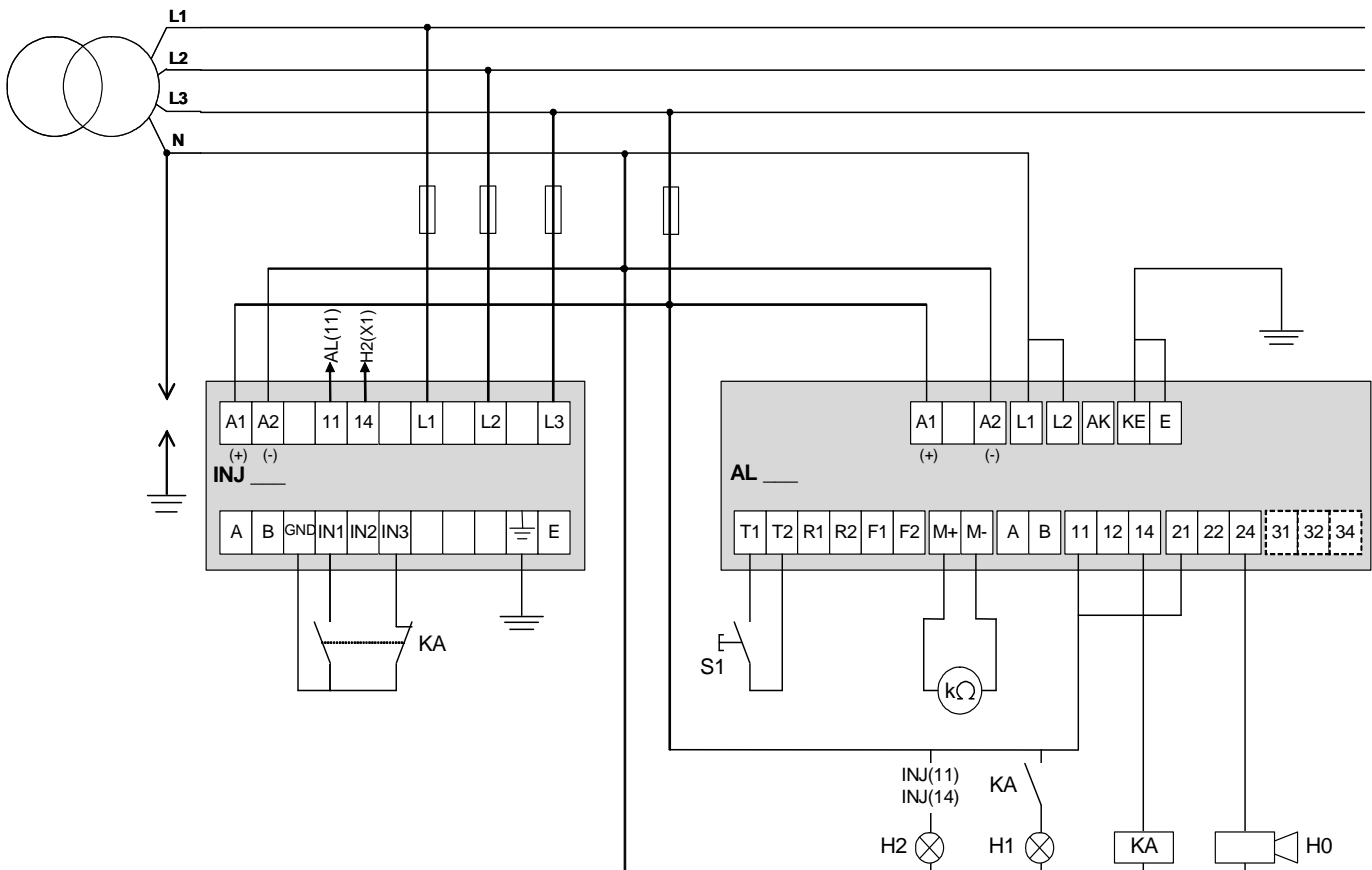 L1
L2
L3
N
AL(11)
H2(X1)
A1 A2 11 14 L1 L2 L3
(+) (-)
INJ ___
A B GND IN1 IN2 IN3 E
KA
A1 A2 L1 L2 AK KE E
(+) (-)
AL ___
T1 T2 R1 R2 F1 F2 M+ M- A B 11 12 14 21 22 24 31 32 34
S1
kΩ
INJ(11)
INJ(14)
KA
H2
H1
KA
H0